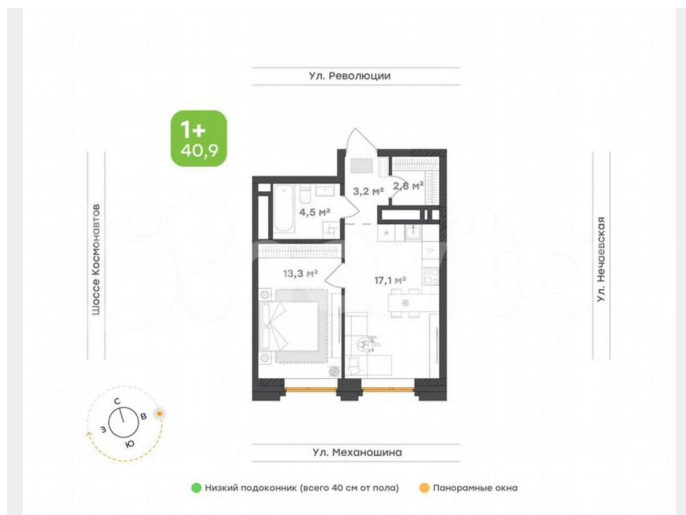 Ул. Революции
1+
40,9
3,2 м²
2,8 м²
4,5 м²
13,3 м²
17,1 м²
Шоссе Космонавтов
Ул. Нечаевская
С
В
З
Ю
Ул. Механошина
Низкий подоконник (всего 40 см от пола)
Панорамные окна